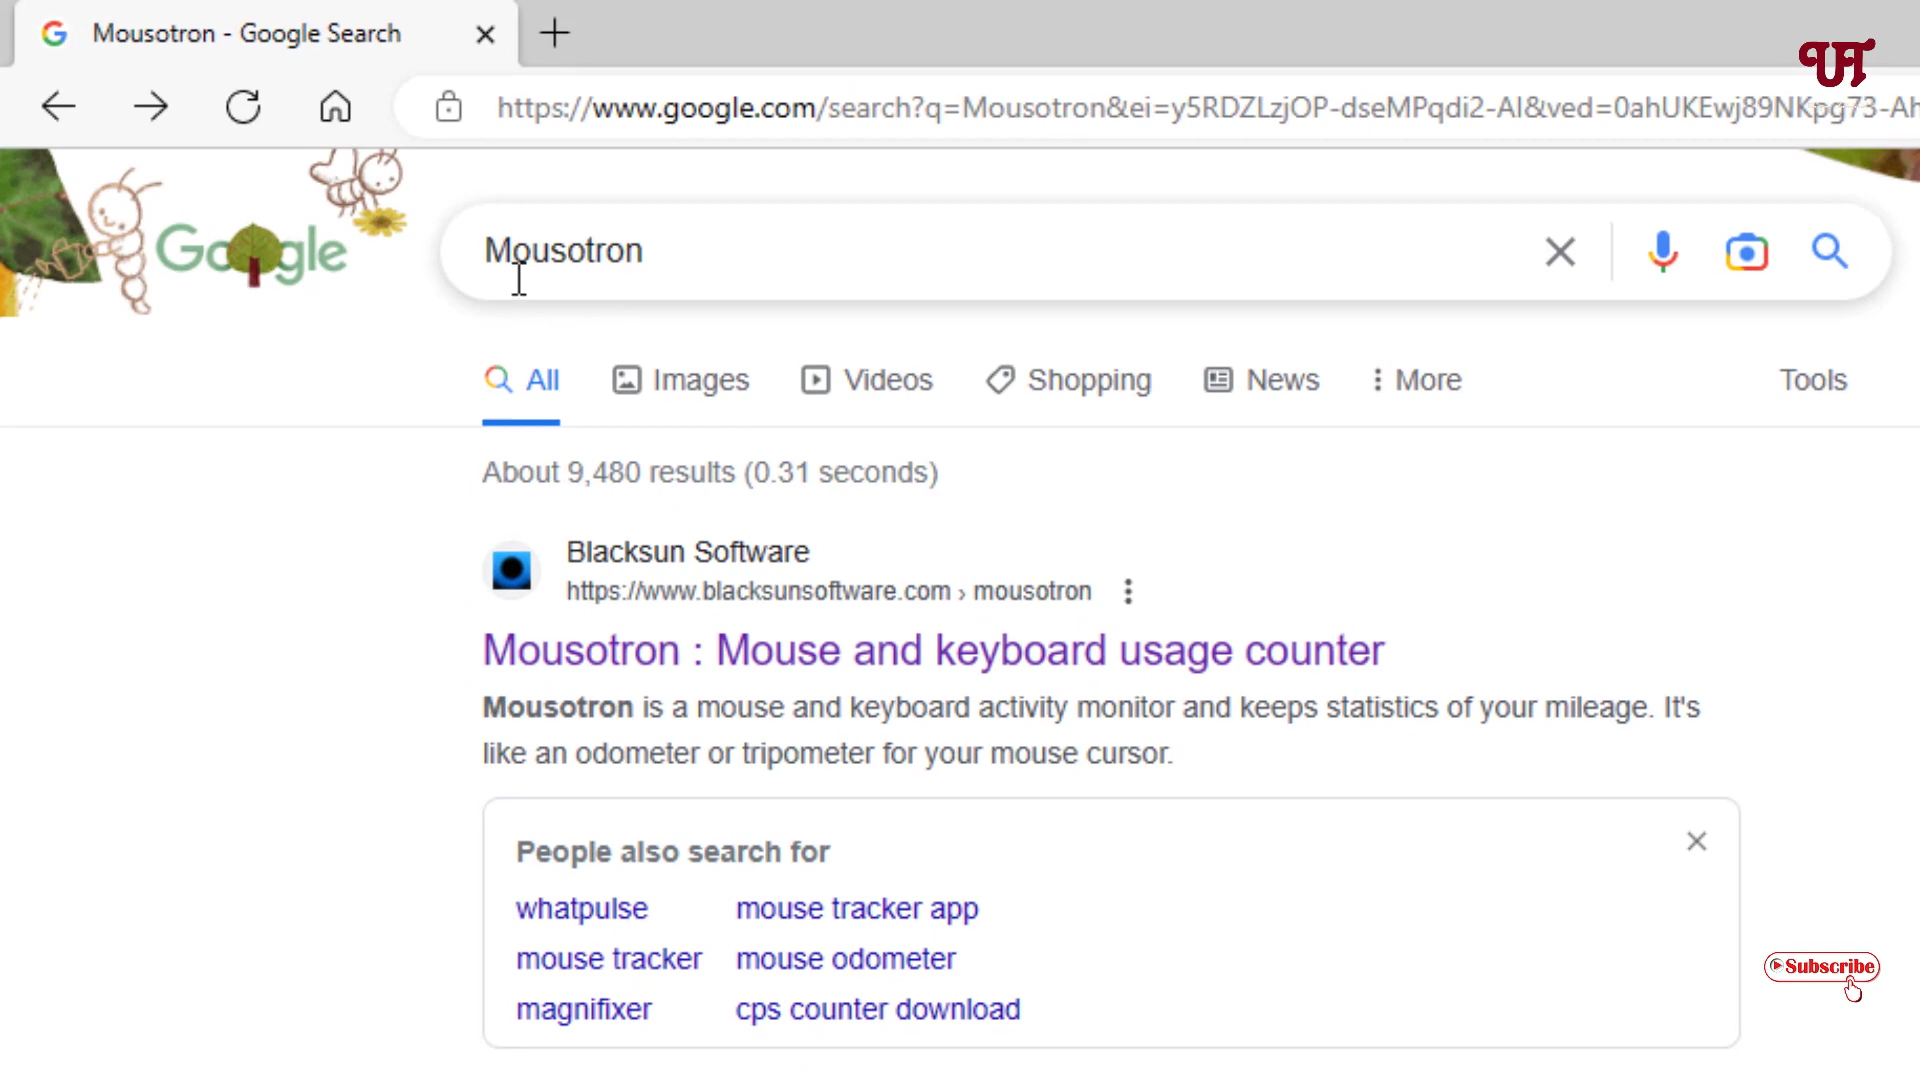 Mousotron - Google Search
UA
https://www.google.com/search?q=Mousotron&ei=y5RDZLzjOP-dseMPqdi2-AI&ved=0ahUKEwj89NKpg73-Ah
Google
Mousotron
All Images Videos Shopping News More Tools
About 9,480 results (0.31 seconds)
Blacksun Software
https://www.blacksunsoftware.com › mousotron
Mousotron : Mouse and keyboard usage counter
Mousotron is a mouse and keyboard activity monitor and keeps statistics of your mileage. It's
like an odometer or tripometer for your mouse cursor.
People also search for
whatpulse mouse tracker app
mouse tracker mouse odometer
magnifixer cps counter download
Subscribe